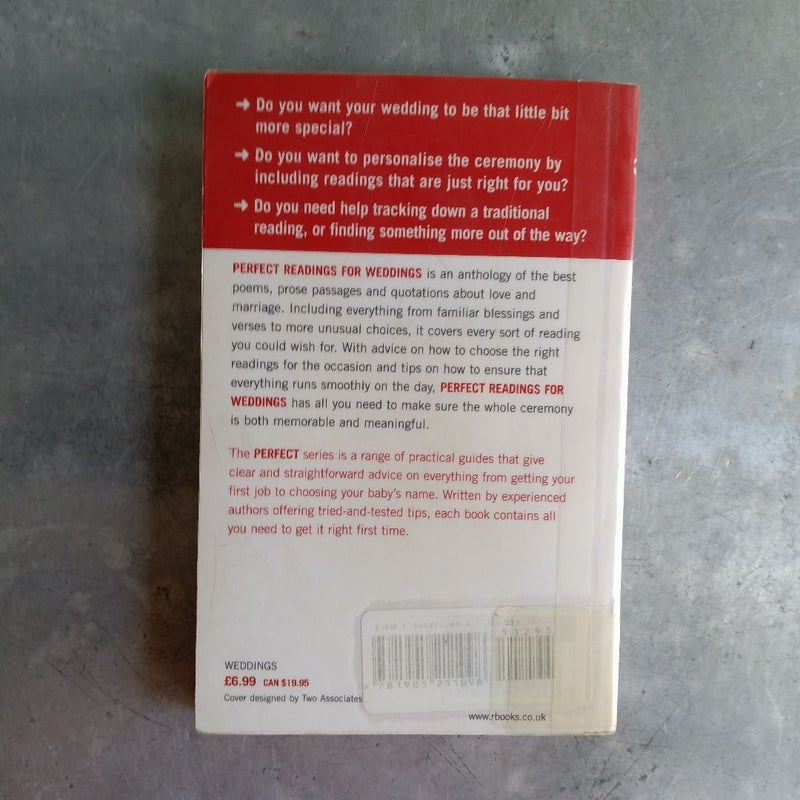 ➔ Do you want your wedding to be that little bit
more special?
➔ Do you want to personalise the ceremony by
including readings that are just right for you?
➔ Do you need help tracking down a traditional
reading, or finding something more out of the way?
PERFECT READINGS FOR WEDDINGS is an anthology of the best
poems, prose passages and quotations about love and
marriage. Including everything from familiar blessings and
verses to more unusual choices, it covers every sort of reading
you could wish for. With advice on how to choose the right
readings for the occasion and tips on how to ensure that
everything runs smoothly on the day, PERFECT READINGS FOR
WEDDINGS has all you need to make sure the whole ceremony
is both memorable and meaningful.
The PERFECT series is a range of practical guides that give
clear and straightforward advice on everything from getting your
first job to choosing your baby's name. Written by experienced
authors offering tried-and-tested tips, each book contains all
you need to get it right first time.
51295
9781905211098
WEDDINGS
£6.99 CAN $19.95
Cover designed by Two Associates
www.rbooks.co.uk